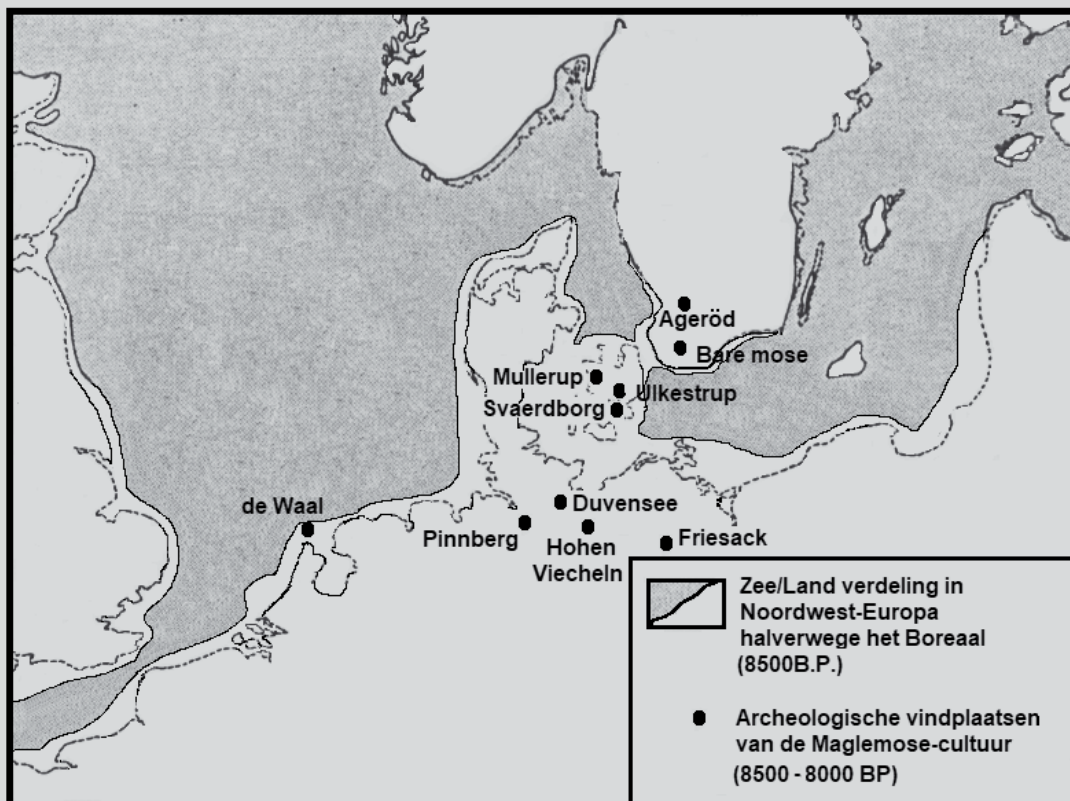 Ageröd
Bare mose
Mullerup
Ulkestrup
Svaerdborg
de Waal
Duvensee
Pinnberg
Hohen
Viecheln
Friesack
Zee/Land verdeling in
Noordwest-Europa
halverwege het Boreaal
(8500B.P.)
Archeologische vindplaatsen
van de Maglemose-cultuur
(8500 - 8000 BP)